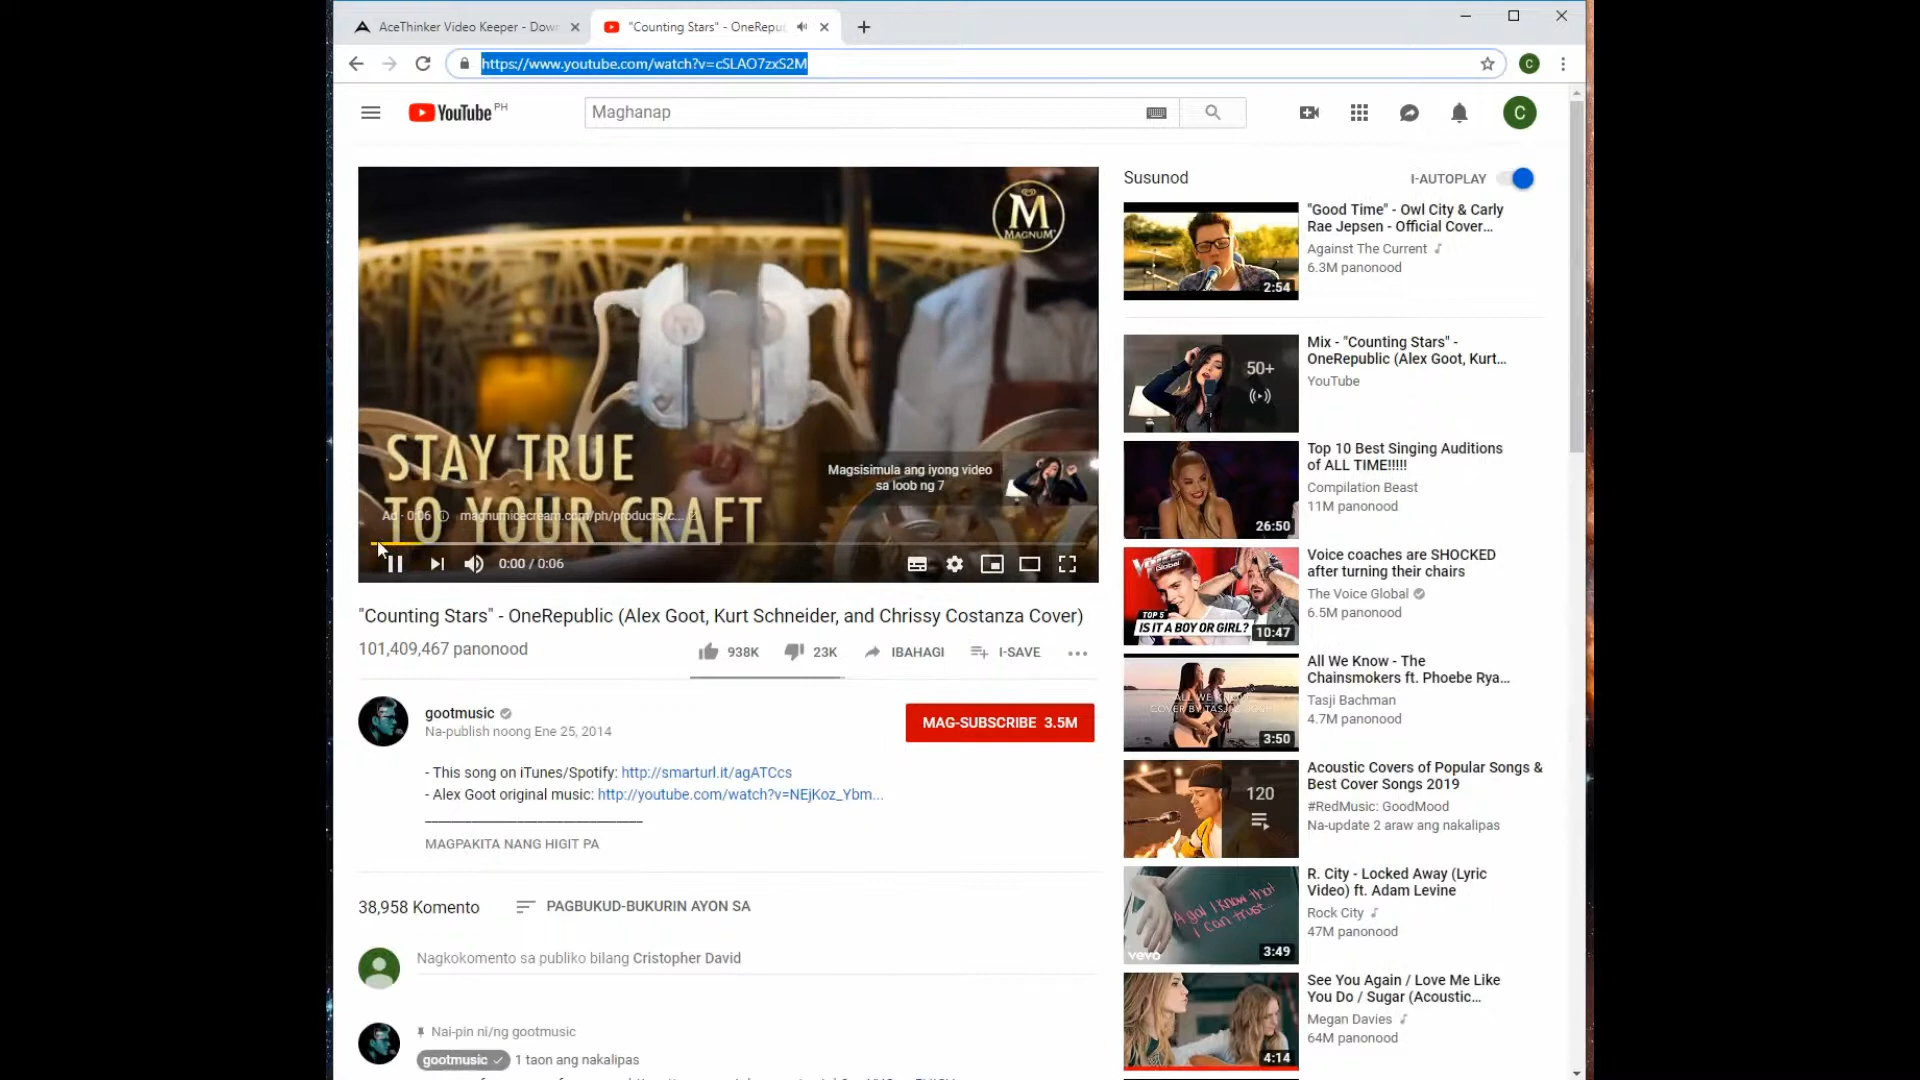 AceThinker Video Keeper - Dow
"Counting Stars" - OneRepu
https://www.youtube.com/watch?v=cSLAO7zxS2M
C
YouTube PH
Maghanap
C
M
MAGNUM
STAY TRUE
TO YOUR CRAFT
Magsisimula ang iyong video
sa loob ng 7
Ad · 0:06 magnumicecream.com/ph/products/c...
0:00 / 0:06
"Counting Stars" - OneRepublic (Alex Goot, Kurt Schneider, and Chrissy Costanza Cover)
101,409,467 panonood
938K
23K
IBAHAGI
I-SAVE
gootmusic
Na-publish noong Ene 25, 2014
MAG-SUBSCRIBE 3.5M
- This song on iTunes/Spotify: http://smarturl.it/agATCcs
- Alex Goot original music: http://youtube.com/watch?v=NEjKoz_Ybm...
MAGPAKITA NANG HIGIT PA
38,958 Komento
PAGBUKUD-BUKURIN AYON SA
Nagkokomento sa publiko bilang Cristopher David
Nai-pin ni/ng gootmusic
gootmusic 1 taon ang nakalipas
Susunod
I-AUTOPLAY
"Good Time" - Owl City & Carly
Rae Jepsen - Official Cover...
Against The Current
6.3M panonood
2:54
Mix - "Counting Stars" -
OneRepublic (Alex Goot, Kurt...
YouTube
50+
Top 10 Best Singing Auditions
of ALL TIME!!!!!
Compilation Beast
11M panonood
26:50
Voice coaches are SHOCKED
after turning their chairs
The Voice Global
6.5M panonood
TOP 5
IS IT A BOY OR GIRL?
10:47
All We Know - The
Chainsmokers ft. Phoebe Rya...
Tasji Bachman
4.7M panonood
3:50
Acoustic Covers of Popular Songs &
Best Cover Songs 2019
#RedMusic: GoodMood
Na-update 2 araw ang nakalipas
120
R. City - Locked Away (Lyric
Video) ft. Adam Levine
Rock City
47M panonood
vevo
3:49
See You Again / Love Me Like
You Do / Sugar (Acoustic...
Megan Davies
64M panonood
4:14